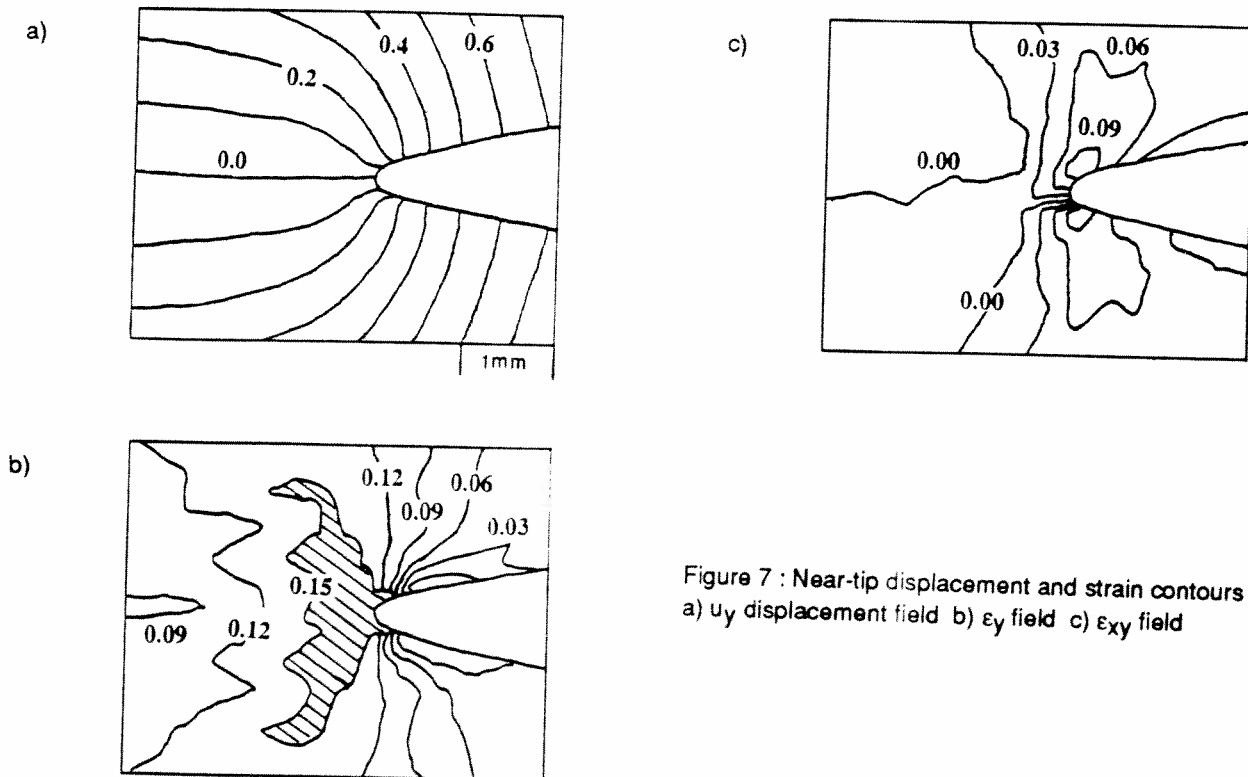 a)
0.4
0.6
0.2
0.0
1mm
c)
0.03
0.06
0.09
0.00
0.00
b)
0.12
0.06
0.09
0.03
0.15
0.09
0.12
Figure 7 : Near-tip displacement and strain contours
a) uy displacement field b) εy field c) εxy field